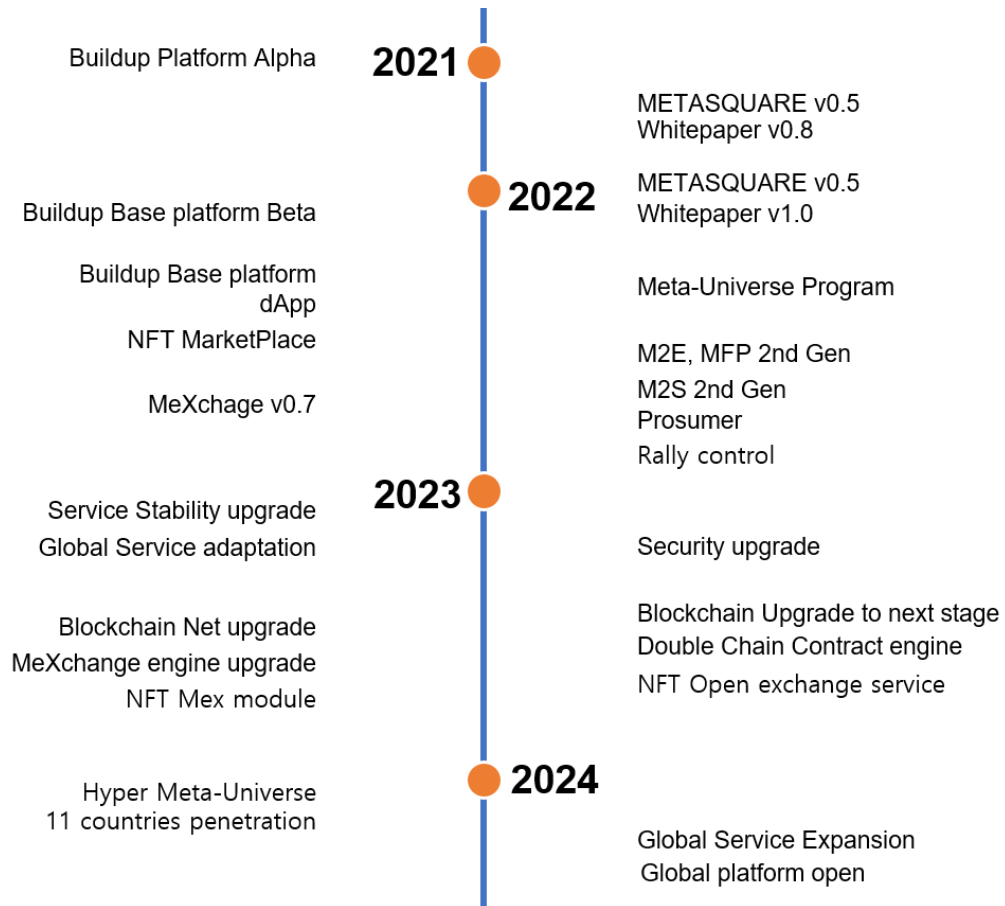 Buildup Platform Alpha
2021
METASQUARE v0.5
Whitepaper v0.8
2022
METASQUARE v0.5
Whitepaper v1.0
Buildup Base platform Beta
Buildup Base platform
dApp
NFT MarketPlace
MeXchage v0.7
Meta-Universe Program
M2E, MFP 2nd Gen
M2S 2nd Gen
Prosumer
Rally control
2023
Service Stability upgrade
Global Service adaptation
Security upgrade
Blockchain Net upgrade
MeXchange engine upgrade
NFT Mex module
Blockchain Upgrade to next stage
Double Chain Contract engine
NFT Open exchange service
2024
Hyper Meta-Universe
11 countries penetration
Global Service Expansion
Global platform open